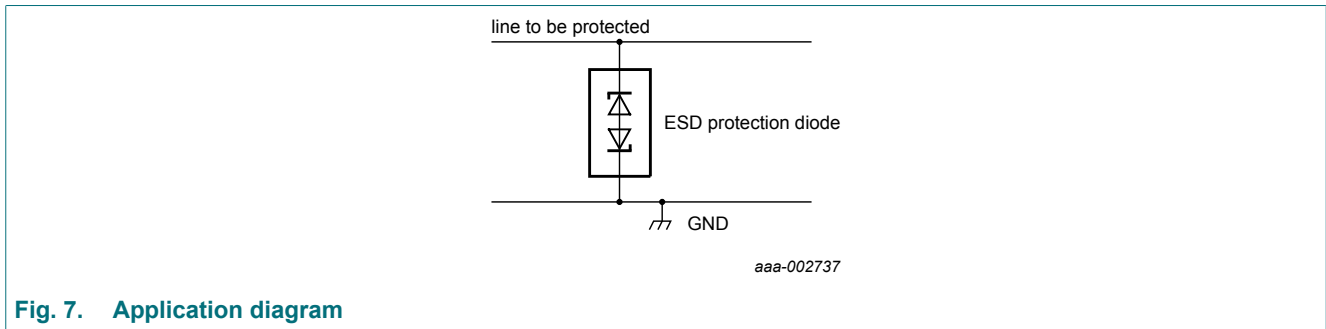 line to be protected
ESD protection diode
GND
aaa-002737
Fig. 7. Application diagram